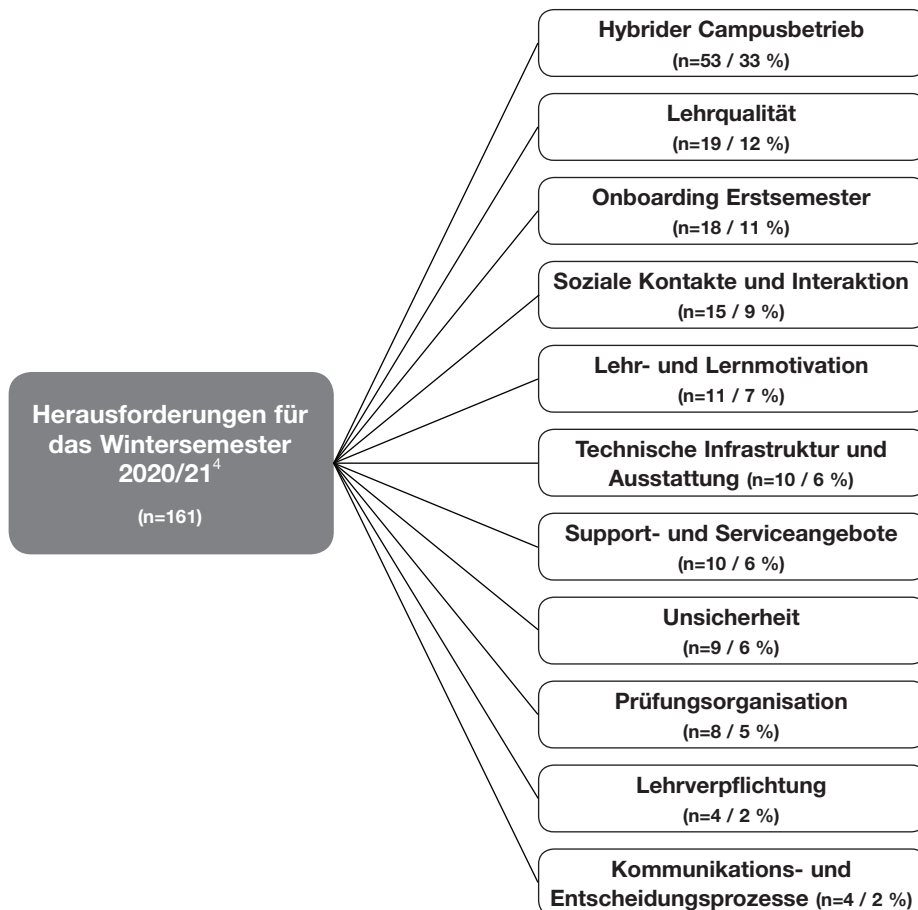 Herausforderungen für
das Wintersemester
2020/21⁴
(n=161)
Hybrider Campusbetrieb
(n=53 / 33 %)
Lehrqualität
(n=19 / 12 %)
Onboarding Erstsemester
(n=18 / 11 %)
Soziale Kontakte und Interaktion
(n=15 / 9 %)
Lehr- und Lernmotivation
(n=11 / 7 %)
Technische Infrastruktur und
Ausstattung (n=10 / 6 %)
Support- und Serviceangebote
(n=10 / 6 %)
Unsicherheit
(n=9 / 6 %)
Prüfungsorganisation
(n=8 / 5 %)
Lehrverpflichtung
(n=4 / 2 %)
Kommunikations- und
Entscheidungsprozesse (n=4 / 2 %)